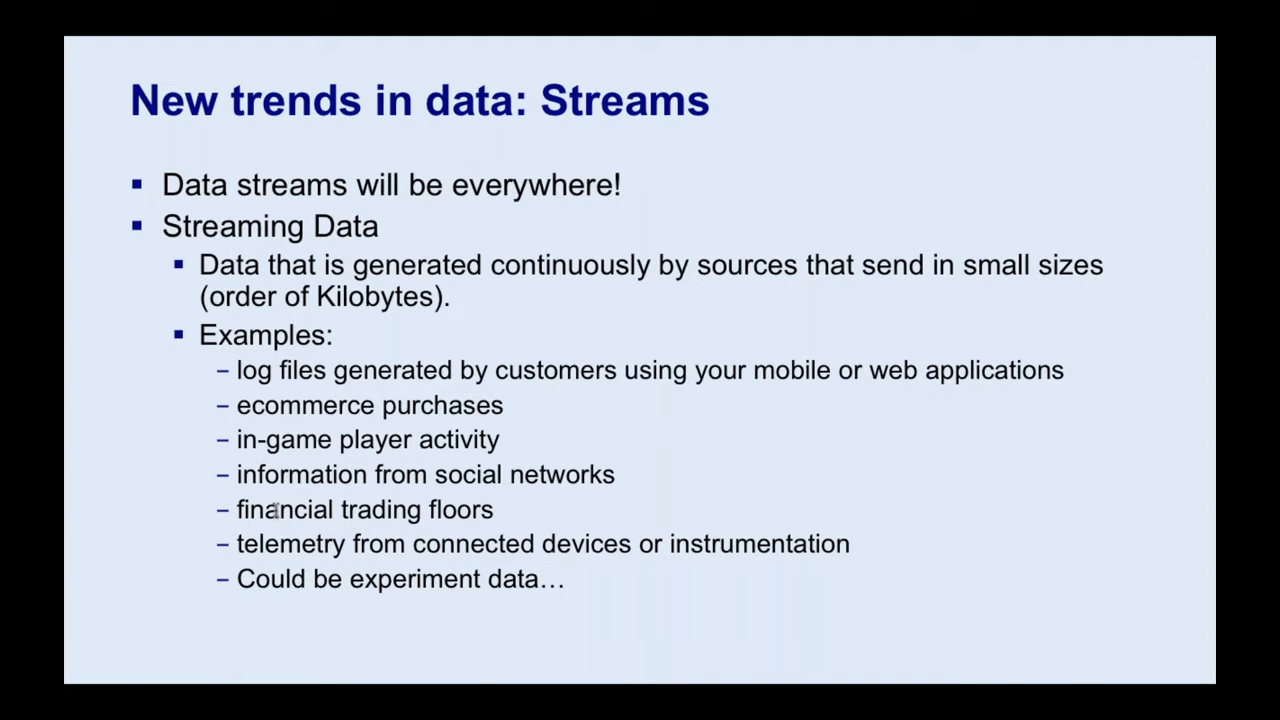 New trends in data: Streams
▪ Data streams will be everywhere!
▪ Streaming Data
▪ Data that is generated continuously by sources that send in small sizes
(order of Kilobytes).
▪ Examples:
– log files generated by customers using your mobile or web applications
– ecommerce purchases
– in-game player activity
– information from social networks
– financial trading floors
– telemetry from connected devices or instrumentation
– Could be experiment data…